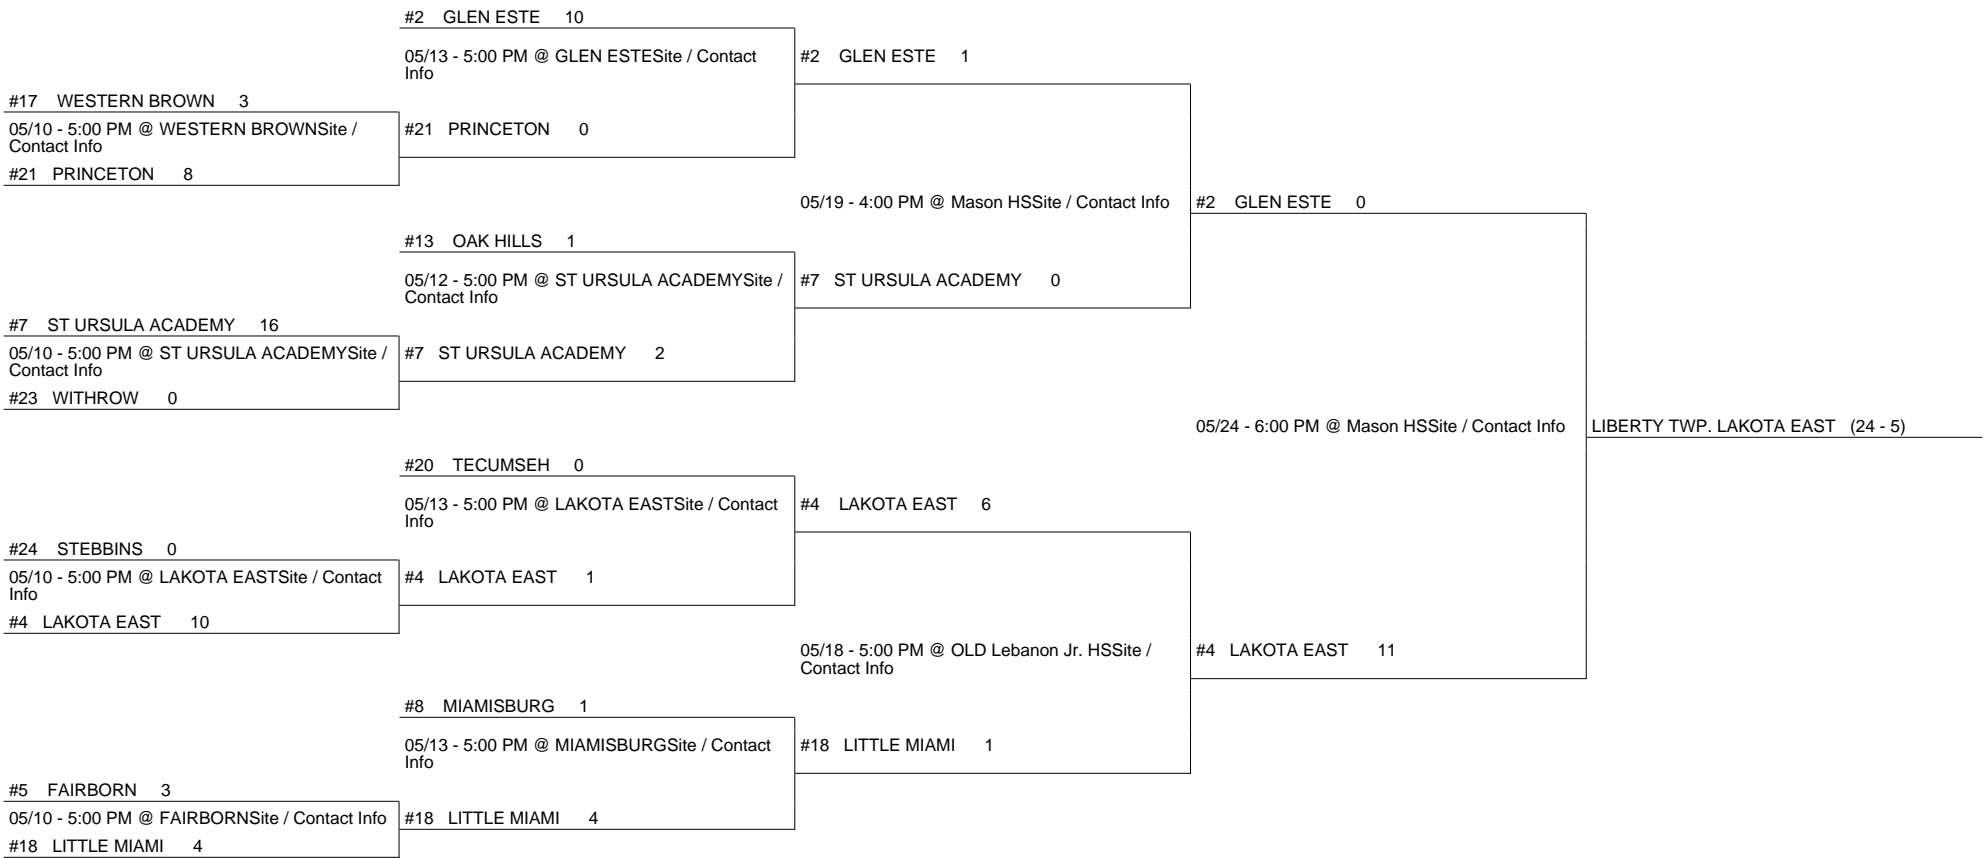 #2 GLEN ESTE 10
05/13 - 5:00 PM @ GLEN ESTESite / Contact
Info
#2 GLEN ESTE 1
#17 WESTERN BROWN 3
05/10 - 5:00 PM @ WESTERN BROWNSite /
Contact Info
#21 PRINCETON 0
#21 PRINCETON 8
05/19 - 4:00 PM @ Mason HSSite / Contact Info
#2 GLEN ESTE 0
#13 OAK HILLS 1
05/12 - 5:00 PM @ ST URSULA ACADEMYSite /
Contact Info
#7 ST URSULA ACADEMY 0
#7 ST URSULA ACADEMY 16
05/10 - 5:00 PM @ ST URSULA ACADEMYSite /
Contact Info
#7 ST URSULA ACADEMY 2
#23 WITHROW 0
05/24 - 6:00 PM @ Mason HSSite / Contact Info
LIBERTY TWP. LAKOTA EAST (24 - 5)
#20 TECUMSEH 0
05/13 - 5:00 PM @ LAKOTA EASTSite / Contact
Info
#4 LAKOTA EAST 6
#24 STEBBINS 0
05/10 - 5:00 PM @ LAKOTA EASTSite / Contact
Info
#4 LAKOTA EAST 1
#4 LAKOTA EAST 10
05/18 - 5:00 PM @ OLD Lebanon Jr. HSSite /
Contact Info
#4 LAKOTA EAST 11
#8 MIAMISBURG 1
05/13 - 5:00 PM @ MIAMISBURGSite / Contact
Info
#18 LITTLE MIAMI 1
#5 FAIRBORN 3
05/10 - 5:00 PM @ FAIRBORNSite / Contact Info
#18 LITTLE MIAMI 4
#18 LITTLE MIAMI 4